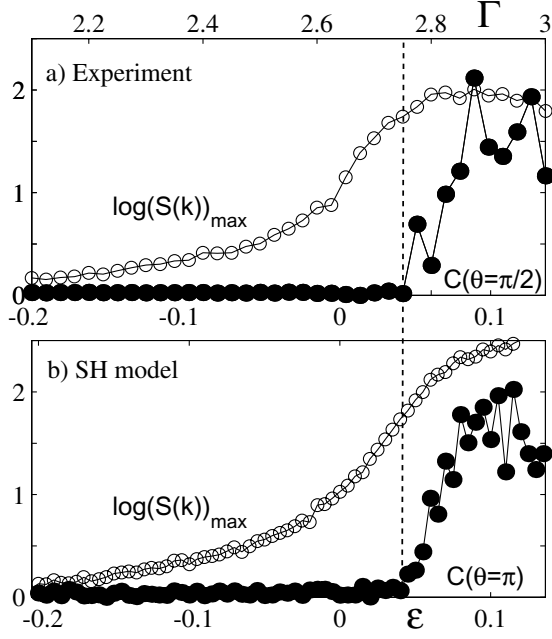 2.2 2.4 2.6 2.8 Γ 3
a) Experiment
2
1
0
log(S(k))max
C(θ=π/2)
-0.2 -0.1 0 0.1
b) SH model
2
1
0
log(S(k))max
C(θ=π)
-0.2 -0.1 0 ε 0.1